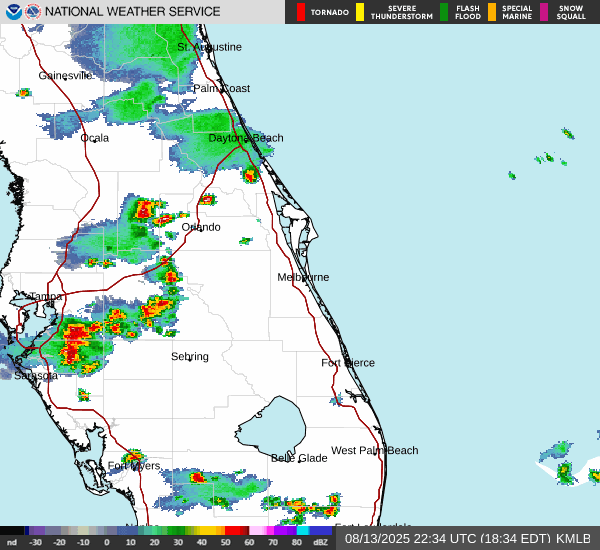 NATIONAL WEATHER SERVICE
TORNADO
SEVERE THUNDERSTORM
FLASH FLOOD
SPECIAL MARINE
SNOW SQUALL
St. Augustine
Gainesville
Palm Coast
Ocala
Daytona Beach
Orlando
Melbourne
Tampa
Sebring
Fort Pierce
Sarasota
West Palm Beach
Belle Glade
Fort Myers
nd -30 -20 -10 0 10 20 30 40 50 60 70 80 dBZ
08/13/2025 22:34 UTC (18:34 EDT) KMLB